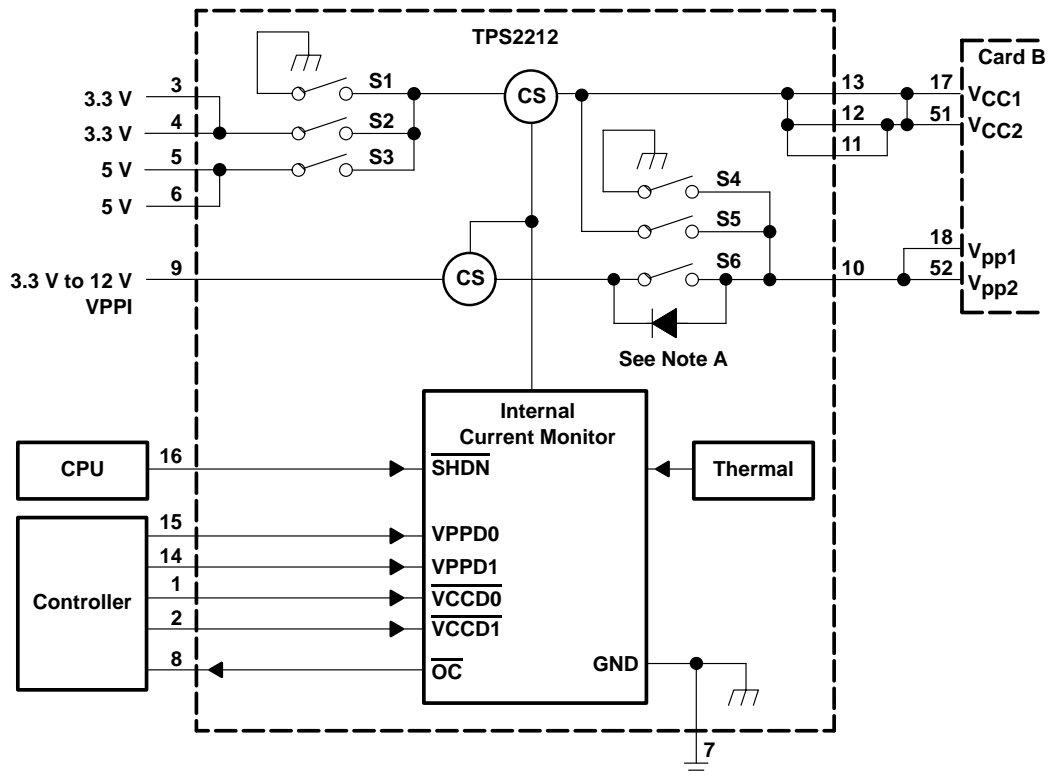 TPS2212
Card B
3
3.3 V
S1
CS
13
17
VCC1
4
3.3 V
S2
12
51
VCC2
5
5 V
S3
11
6
5 V
S4
S5
18
Vpp1
9
3.3 V to 12 V
VPPI
CS
S6
10
52
Vpp2
See Note A
Internal
Current Monitor
CPU
16
SHDN
Thermal
Controller
15
VPPD0
14
VPPD1
1
VCCD0
2
VCCD1
8
OC
GND
7